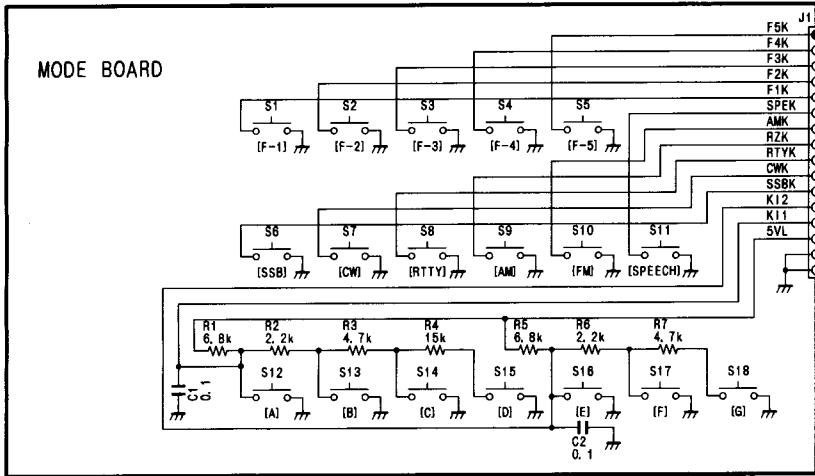 J1
F5K
F4K
MODE BOARD
F3K
F2K
F1K
S1 S2 S3 S4 S5
SPEK
AMK
[F-1] [F-2] [F-3] [F-4] [F-5]
RZK
RTYK
CWK
SSBK
KI2
S6 S7 S8 S9 S10 S11
KI1
5VL
[SSB] [CW] [RTTY] [AM] [FM] [SPEECH]
R1 R2 R3 R4 R5 R6 R7
6.8k 2.2k 4.7k 15k 6.8k 2.2k 4.7k
S12 S13 S14 S15 S16 S17 S18
C1
0.1
[A] [B] [C] [D] [E] [F] [G]
C2
0.1